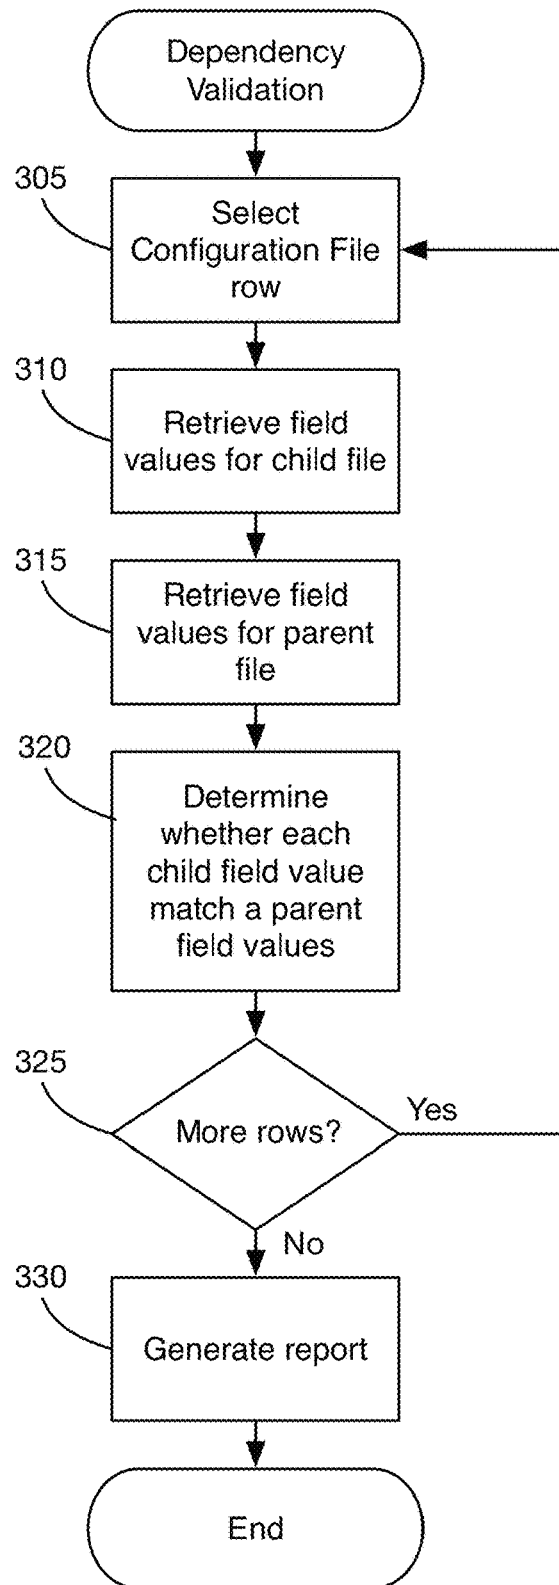 Dependency
Validation
305
Select
Configuration File
row
310
Retrieve field
values for child file
315
Retrieve field
values for parent
file
320
Determine
whether each
child field value
match a parent
field values
325
More rows?
Yes
No
330
Generate report
End